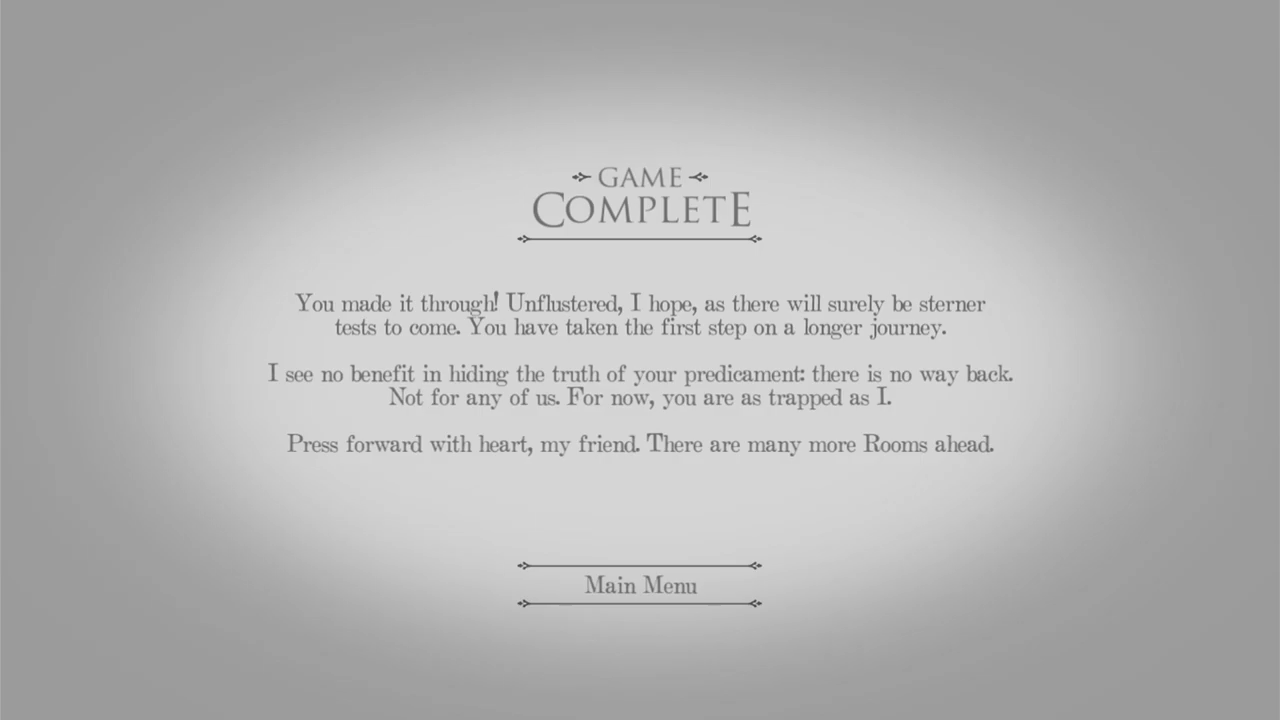 GAME
COMPLETE
You made it through! Unflustered, I hope, as there will surely be sterner
tests to come. You have taken the first step on a longer journey.
I see no benefit in hiding the truth of your predicament: there is no way back.
Not for any of us. For now, you are as trapped as I.
Press forward with heart, my friend. There are many more Rooms ahead.
Main Menu